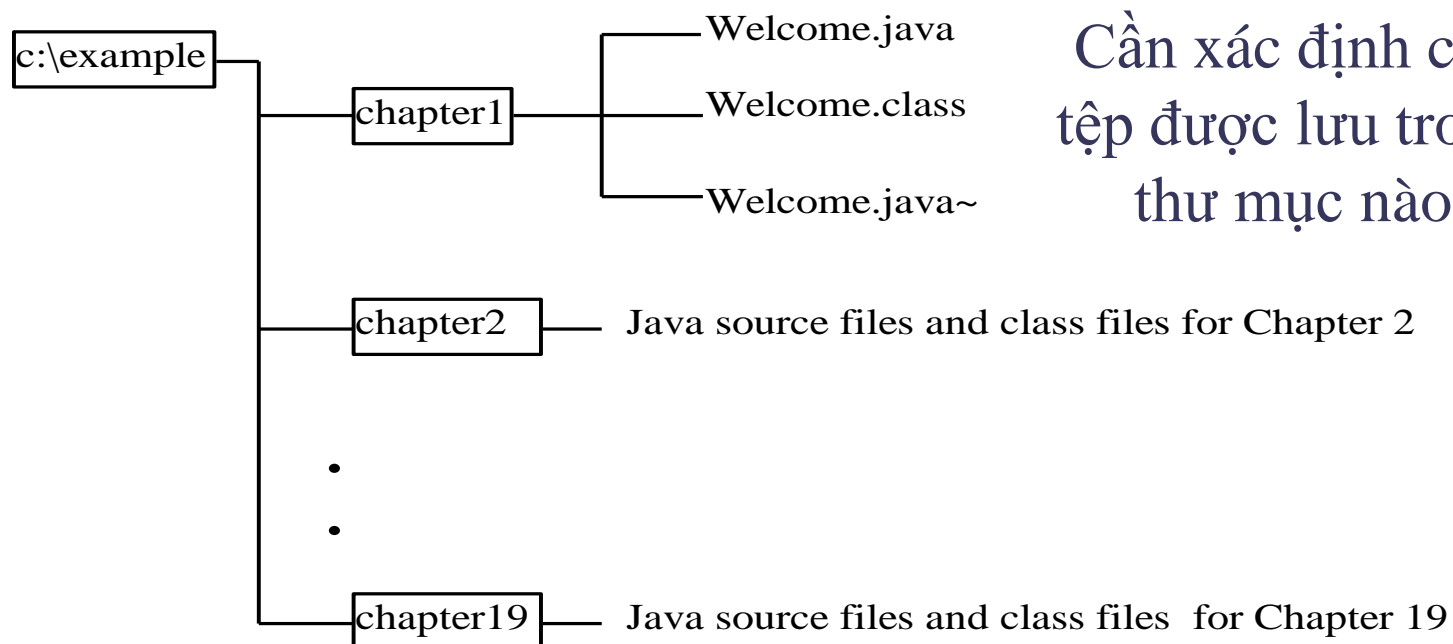 c:\example
chapter1
Welcome.java
Welcome.class
Welcome.java~
Cần xác định c
tệp được lưu tro
thư mục nào
chapter2
Java source files and class files for Chapter 2
chapter19
Java source files and class files for Chapter 19